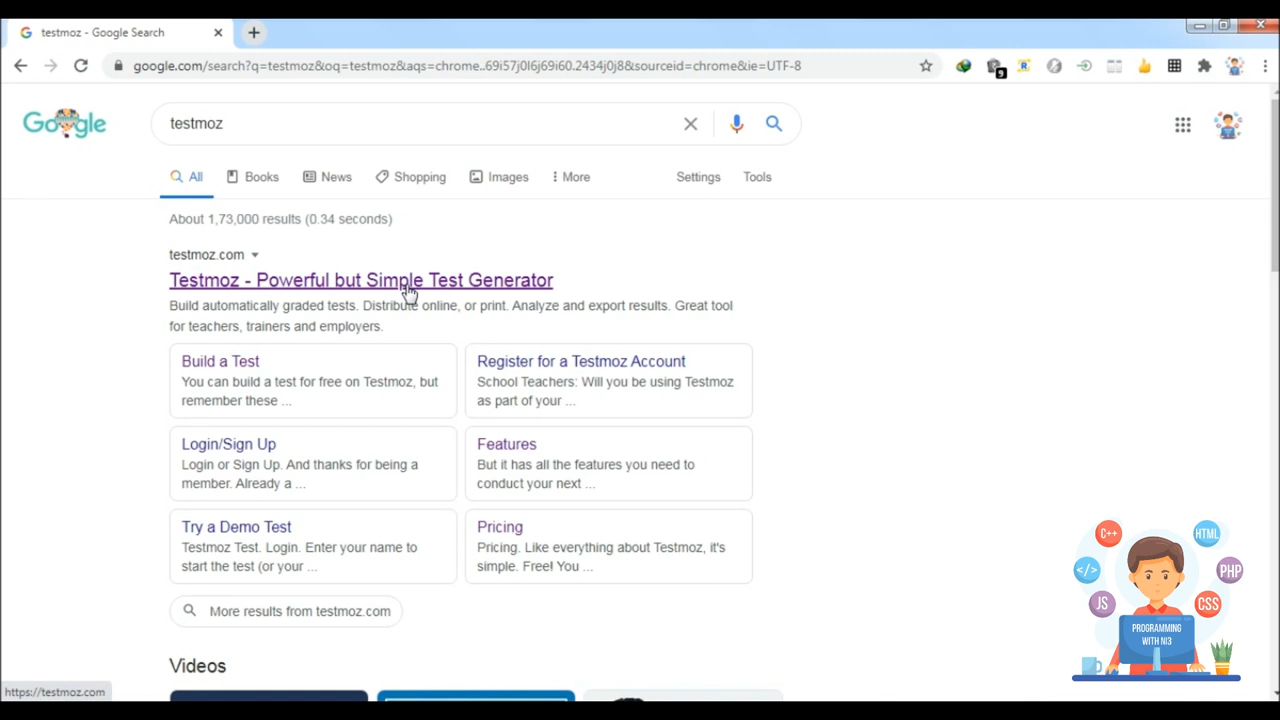 testmoz - Google Search
google.com/search?q=testmoz&oq=testmoz&aqs=chrome..69i57j0l6j69i60.2434j0j8&sourceid=chrome&ie=UTF-8
9
Google
testmoz
All Books News Shopping Images More Settings Tools
About 1,73,000 results (0.34 seconds)
testmoz.com
Testmoz - Powerful but Simple Test Generator
Build automatically graded tests. Distribute online, or print. Analyze and export results. Great tool
for teachers, trainers and employers.
Build a Test
You can build a test for free on Testmoz, but
remember these ...
Register for a Testmoz Account
School Teachers: Will you be using Testmoz
as part of your ...
Login/Sign Up
Login or Sign Up. And thanks for being a
member. Already a ...
Features
But it has all the features you need to
conduct your next ...
Try a Demo Test
Testmoz Test. Login. Enter your name to
start the test (or your ...
Pricing
Pricing. Like everything about Testmoz, it's
simple. Free! You ...
More results from testmoz.com
Videos
https://testmoz.com
C++
HTML
</>
PHP
JS
CSS
PROGRAMMING
WITH NI3